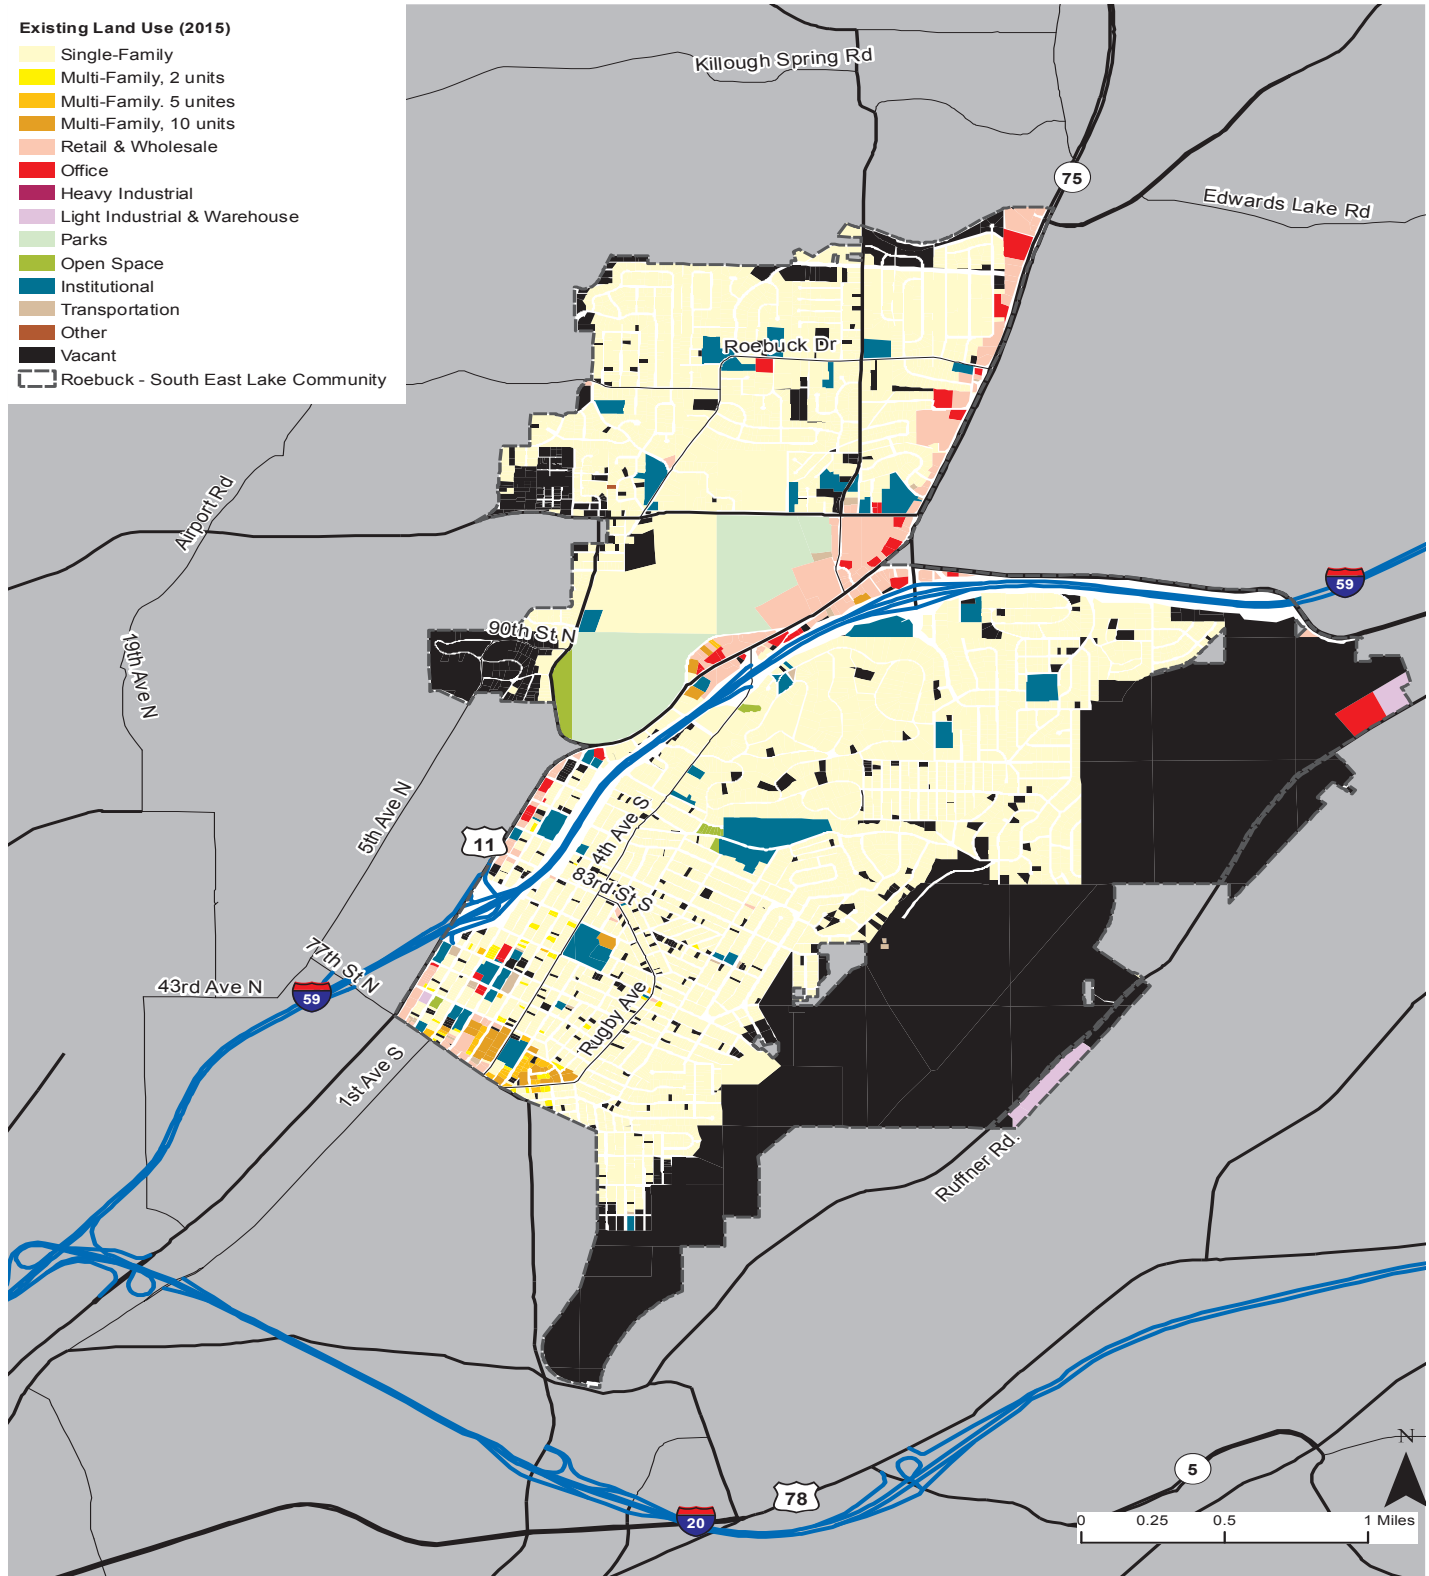 Existing Land Use (2015)
Single-Family
Multi-Family, 2 units
Multi-Family. 5 unites
Multi-Family, 10 units
Retail & Wholesale
Office
Heavy Industrial
Light Industrial & Warehouse
Parks
Open Space
Institutional
Transportation
Other
Vacant
Roebuck - South East Lake Community
Killough Spring Rd
75
Edwards Lake Rd
Roebuck Dr
Airport Rd
59
90th St N
19th Ave N
5th Ave N
11
4th Ave S
83rd St S
77th St N
43rd Ave N
59
Rugby Ave
1st Ave S
Ruffner Rd.
N
5
78
20
0 0.25 0.5 1 Miles